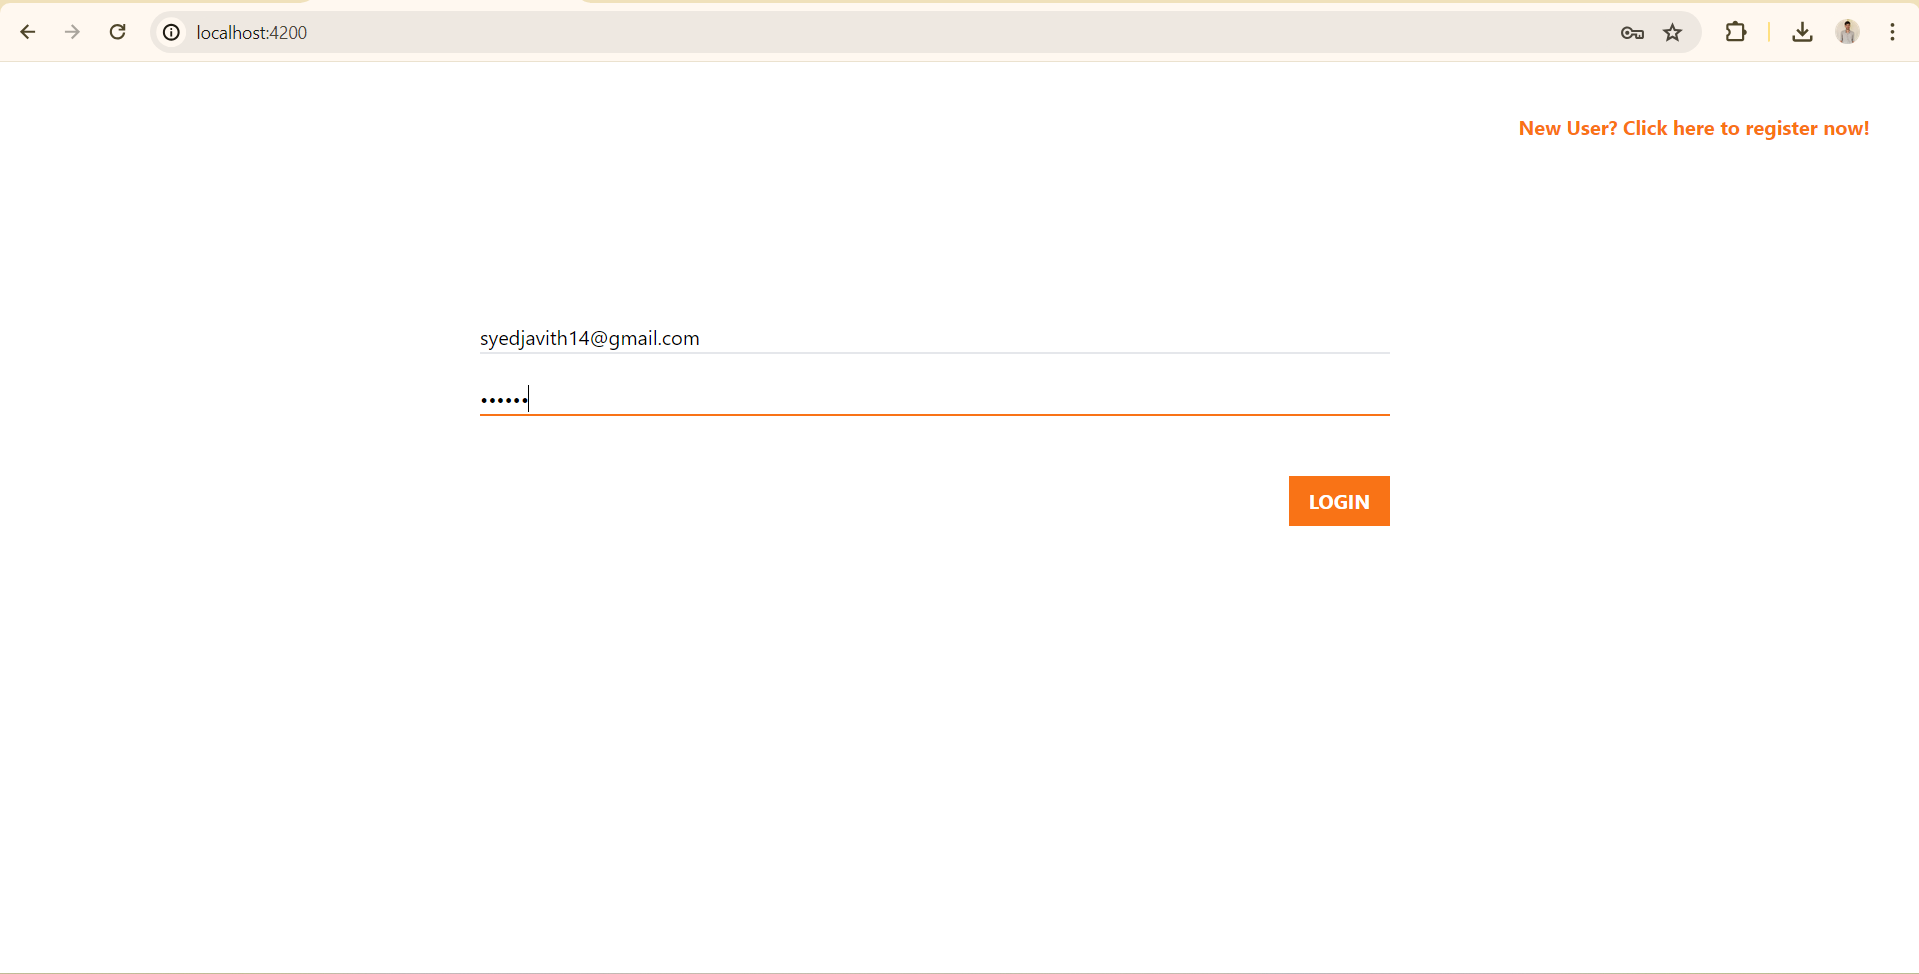 localhost:4200
New User? Click here to register now!
syedjavith14@gmail.com
••••••
LOGIN